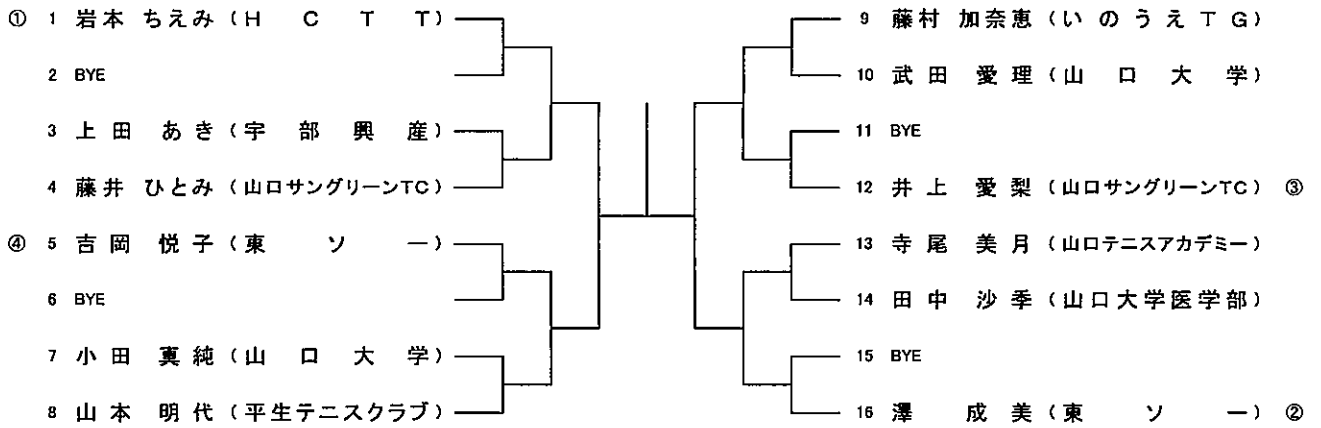 ① 1 岩本 ちえみ (H C T T)
2 BYE
3 上田 あき (宇部興産)
4 藤井 ひとみ (山口サングリーンTC)
④ 5 吉岡 悦子 (東ソー)
6 BYE
7 小田 真純 (山口大学)
8 山本 明代 (平生テニスクラブ)
9 藤村 加奈恵 (いのうえTG)
10 武田 愛理 (山口大学)
11 BYE
12 井上 愛梨 (山口サングリーンTC) ③
13 寺尾 美月 (山口テニスアカデミー)
14 田中 沙季 (山口大学医学部)
15 BYE
16 澤 成美 (東ソー) ②